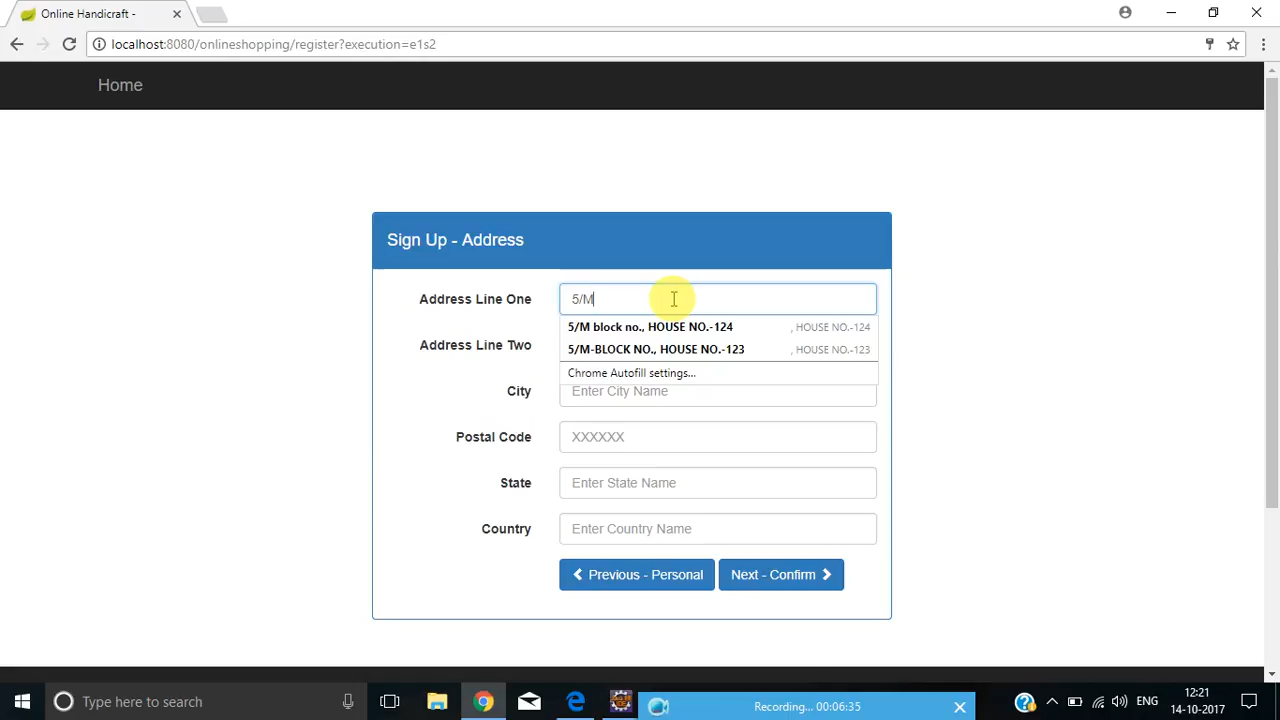 Online Handicraft -
localhost:8080/onlineshopping/register?execution=e1s2
Home
Sign Up - Address
Address Line One
5/M
5/M block no., HOUSE NO.-124 , HOUSE NO.-124
Address Line Two
5/M-BLOCK NO., HOUSE NO.-123 , HOUSE NO.-123
Chrome Autofill settings...
City
Enter City Name
Postal Code
XXXXXX
State
Enter State Name
Country
Enter Country Name
Previous - Personal
Next - Confirm
Type here to search
Recording... 00:06:35
ENG
12:21
14-10-2017